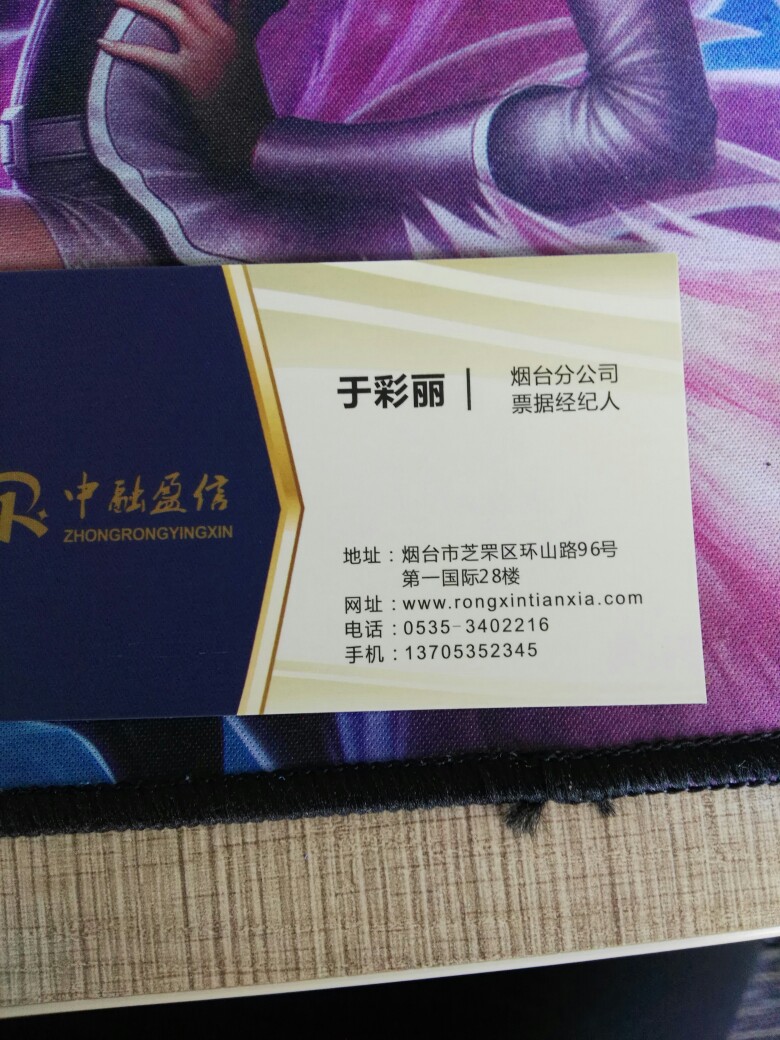 于彩丽
烟台分公司
票据经纪人
中融盈信
ZHONGRONGYINGXIN
地址：烟台市芝罘区环山路96号
第一国际28楼
网址：www.rongxintianxia.com
电话：0535-3402216
手机：13705352345